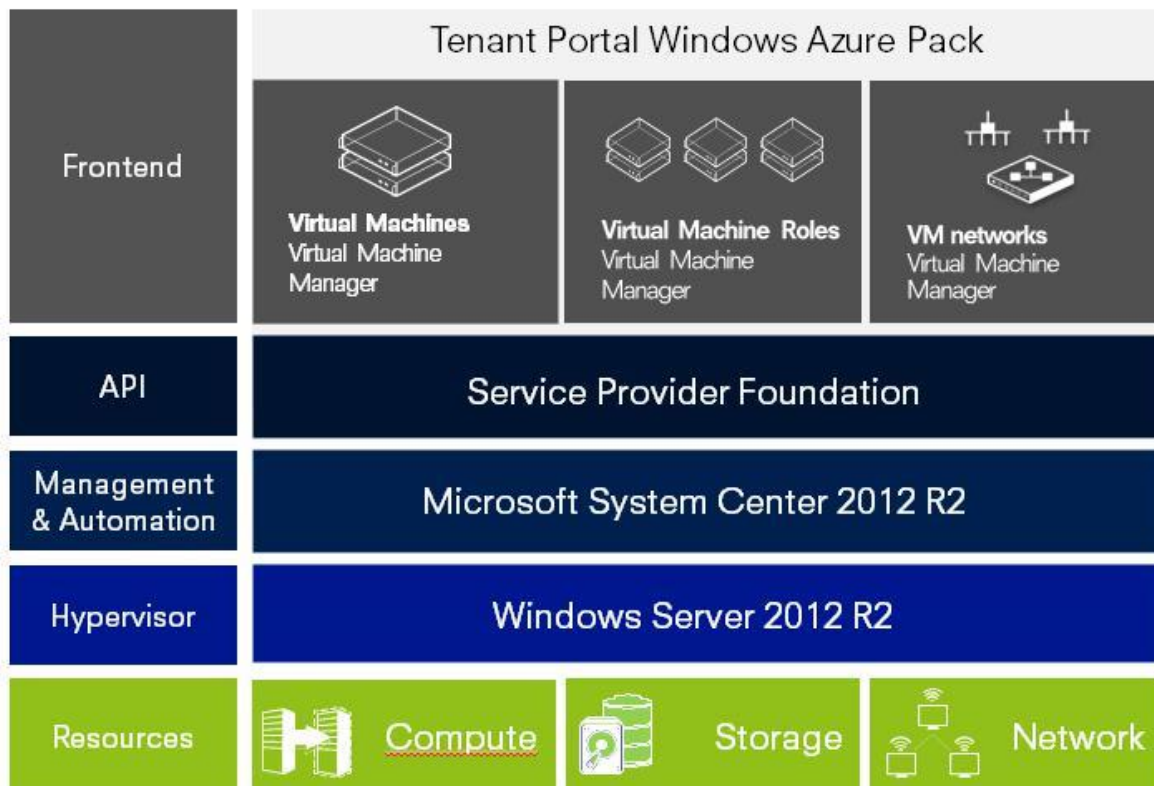 Tenant Portal Windows Azure Pack
Frontend
Virtual Machines
Virtual Machine
Manager
Virtual Machine Roles
Virtual Machine
Manager
VM networks
Virtual Machine
Manager
API
Service Provider Foundation
Management
& Automation
Microsoft System Center 2012 R2
Hypervisor
Windows Server 2012 R2
Resources
Compute
Storage
Network